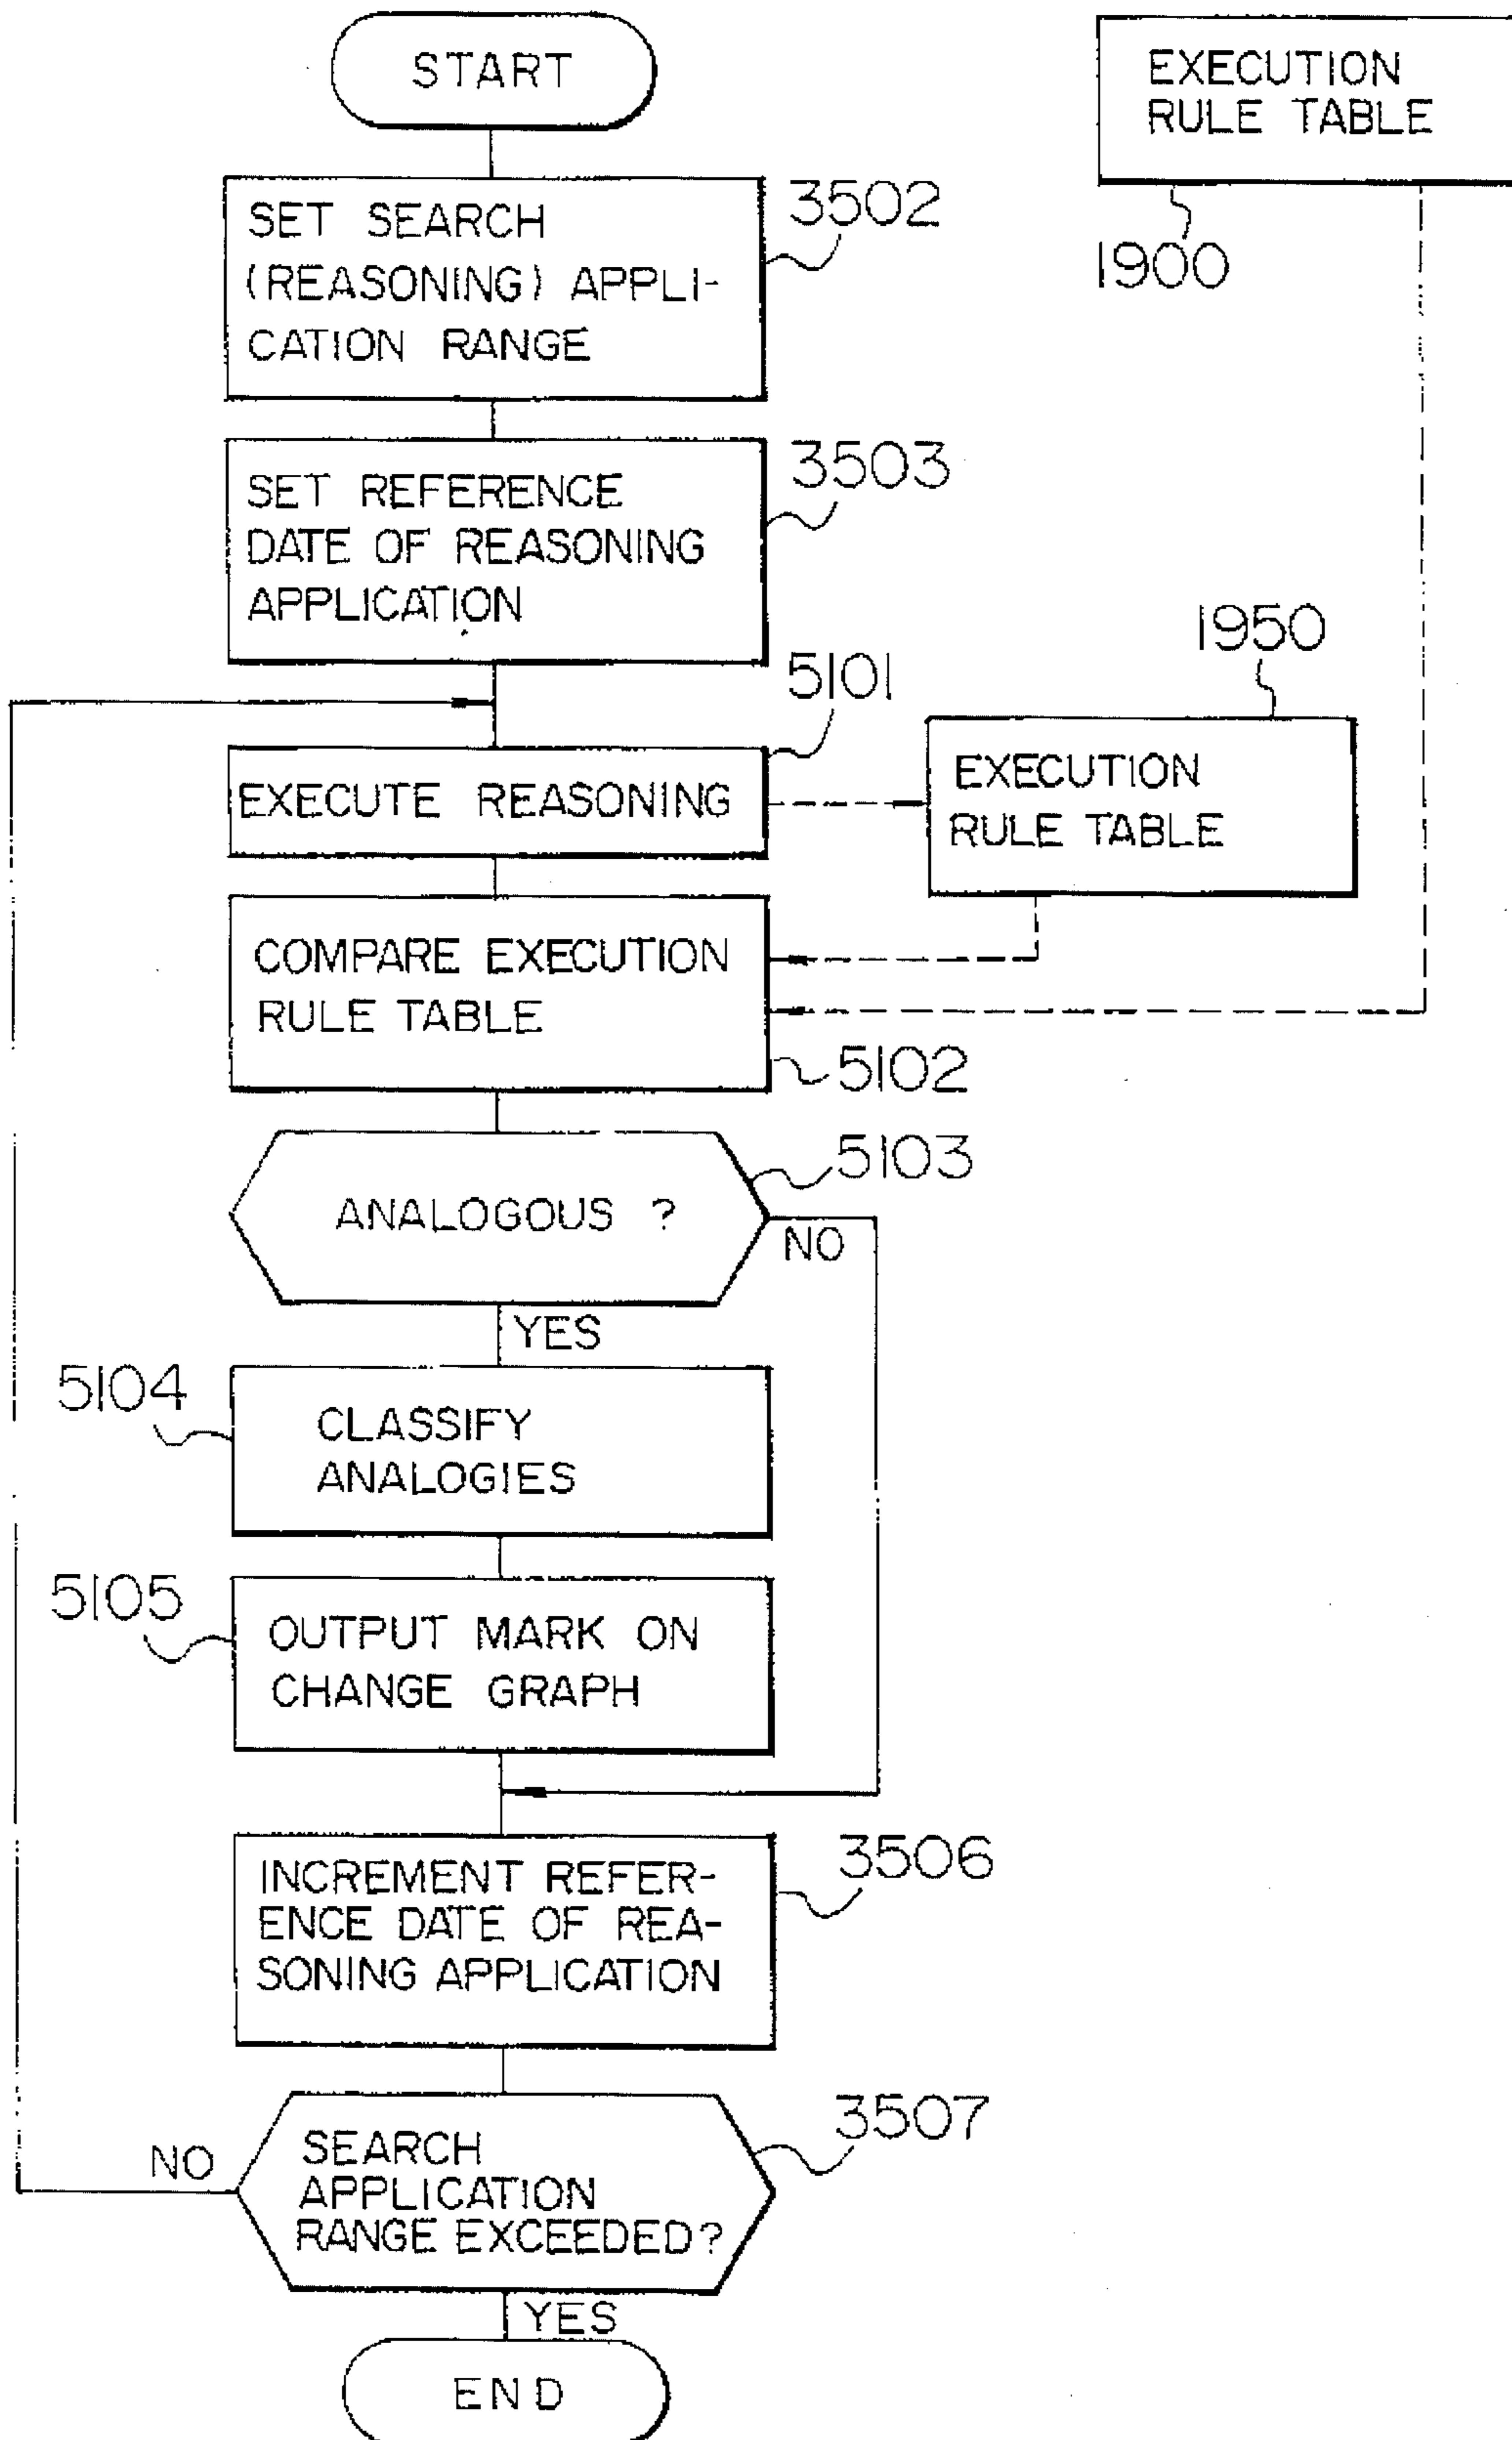 START
EXECUTION
RULE TABLE
1900
SET SEARCH
(REASONING) APPLI-
CATION RANGE
3502
SET REFERENCE
DATE OF REASONING
APPLICATION
3503
EXECUTE REASONING
5101
EXECUTION
RULE TABLE
1950
COMPARE EXECUTION
RULE TABLE
5102
ANALOGOUS ?
5103
NO
YES
5104
CLASSIFY
ANALOGIES
5105
OUTPUT MARK ON
CHANGE GRAPH
INCREMENT REFER-
ENCE DATE OF REA-
SONING APPLICATION
3506
NO
SEARCH
APPLICATION
RANGE EXCEEDED?
3507
YES
END